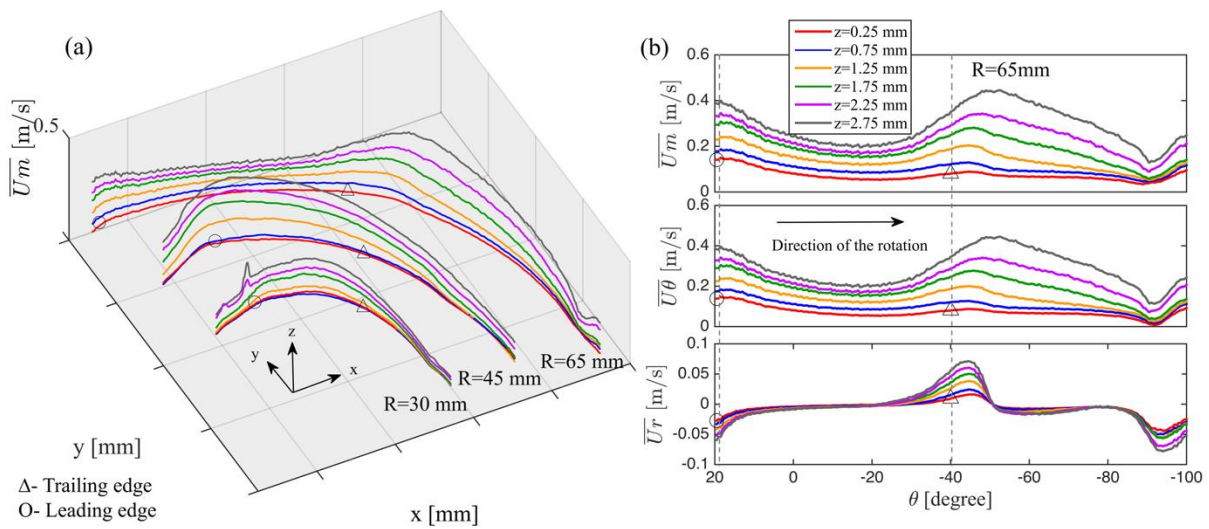 (a)
0.5
Um [m/s]
z
y
x
R=65 mm
R=45 mm
R=30 mm
y [mm]
Δ- Trailing edge
O- Leading edge
x [mm]
(b)
z=0.25 mm
z=0.75 mm
z=1.25 mm
z=1.75 mm
z=2.25 mm
z=2.75 mm
R=65mm
0.6
0.4
0.2
0
Um [m/s]
0.6
0.4
0.2
0
Uθ [m/s]
Direction of the rotation
0.1
0.05
0
-0.05
-0.1
Ur [m/s]
20 0 -20 -40 -60 -80 -100
θ [degree]